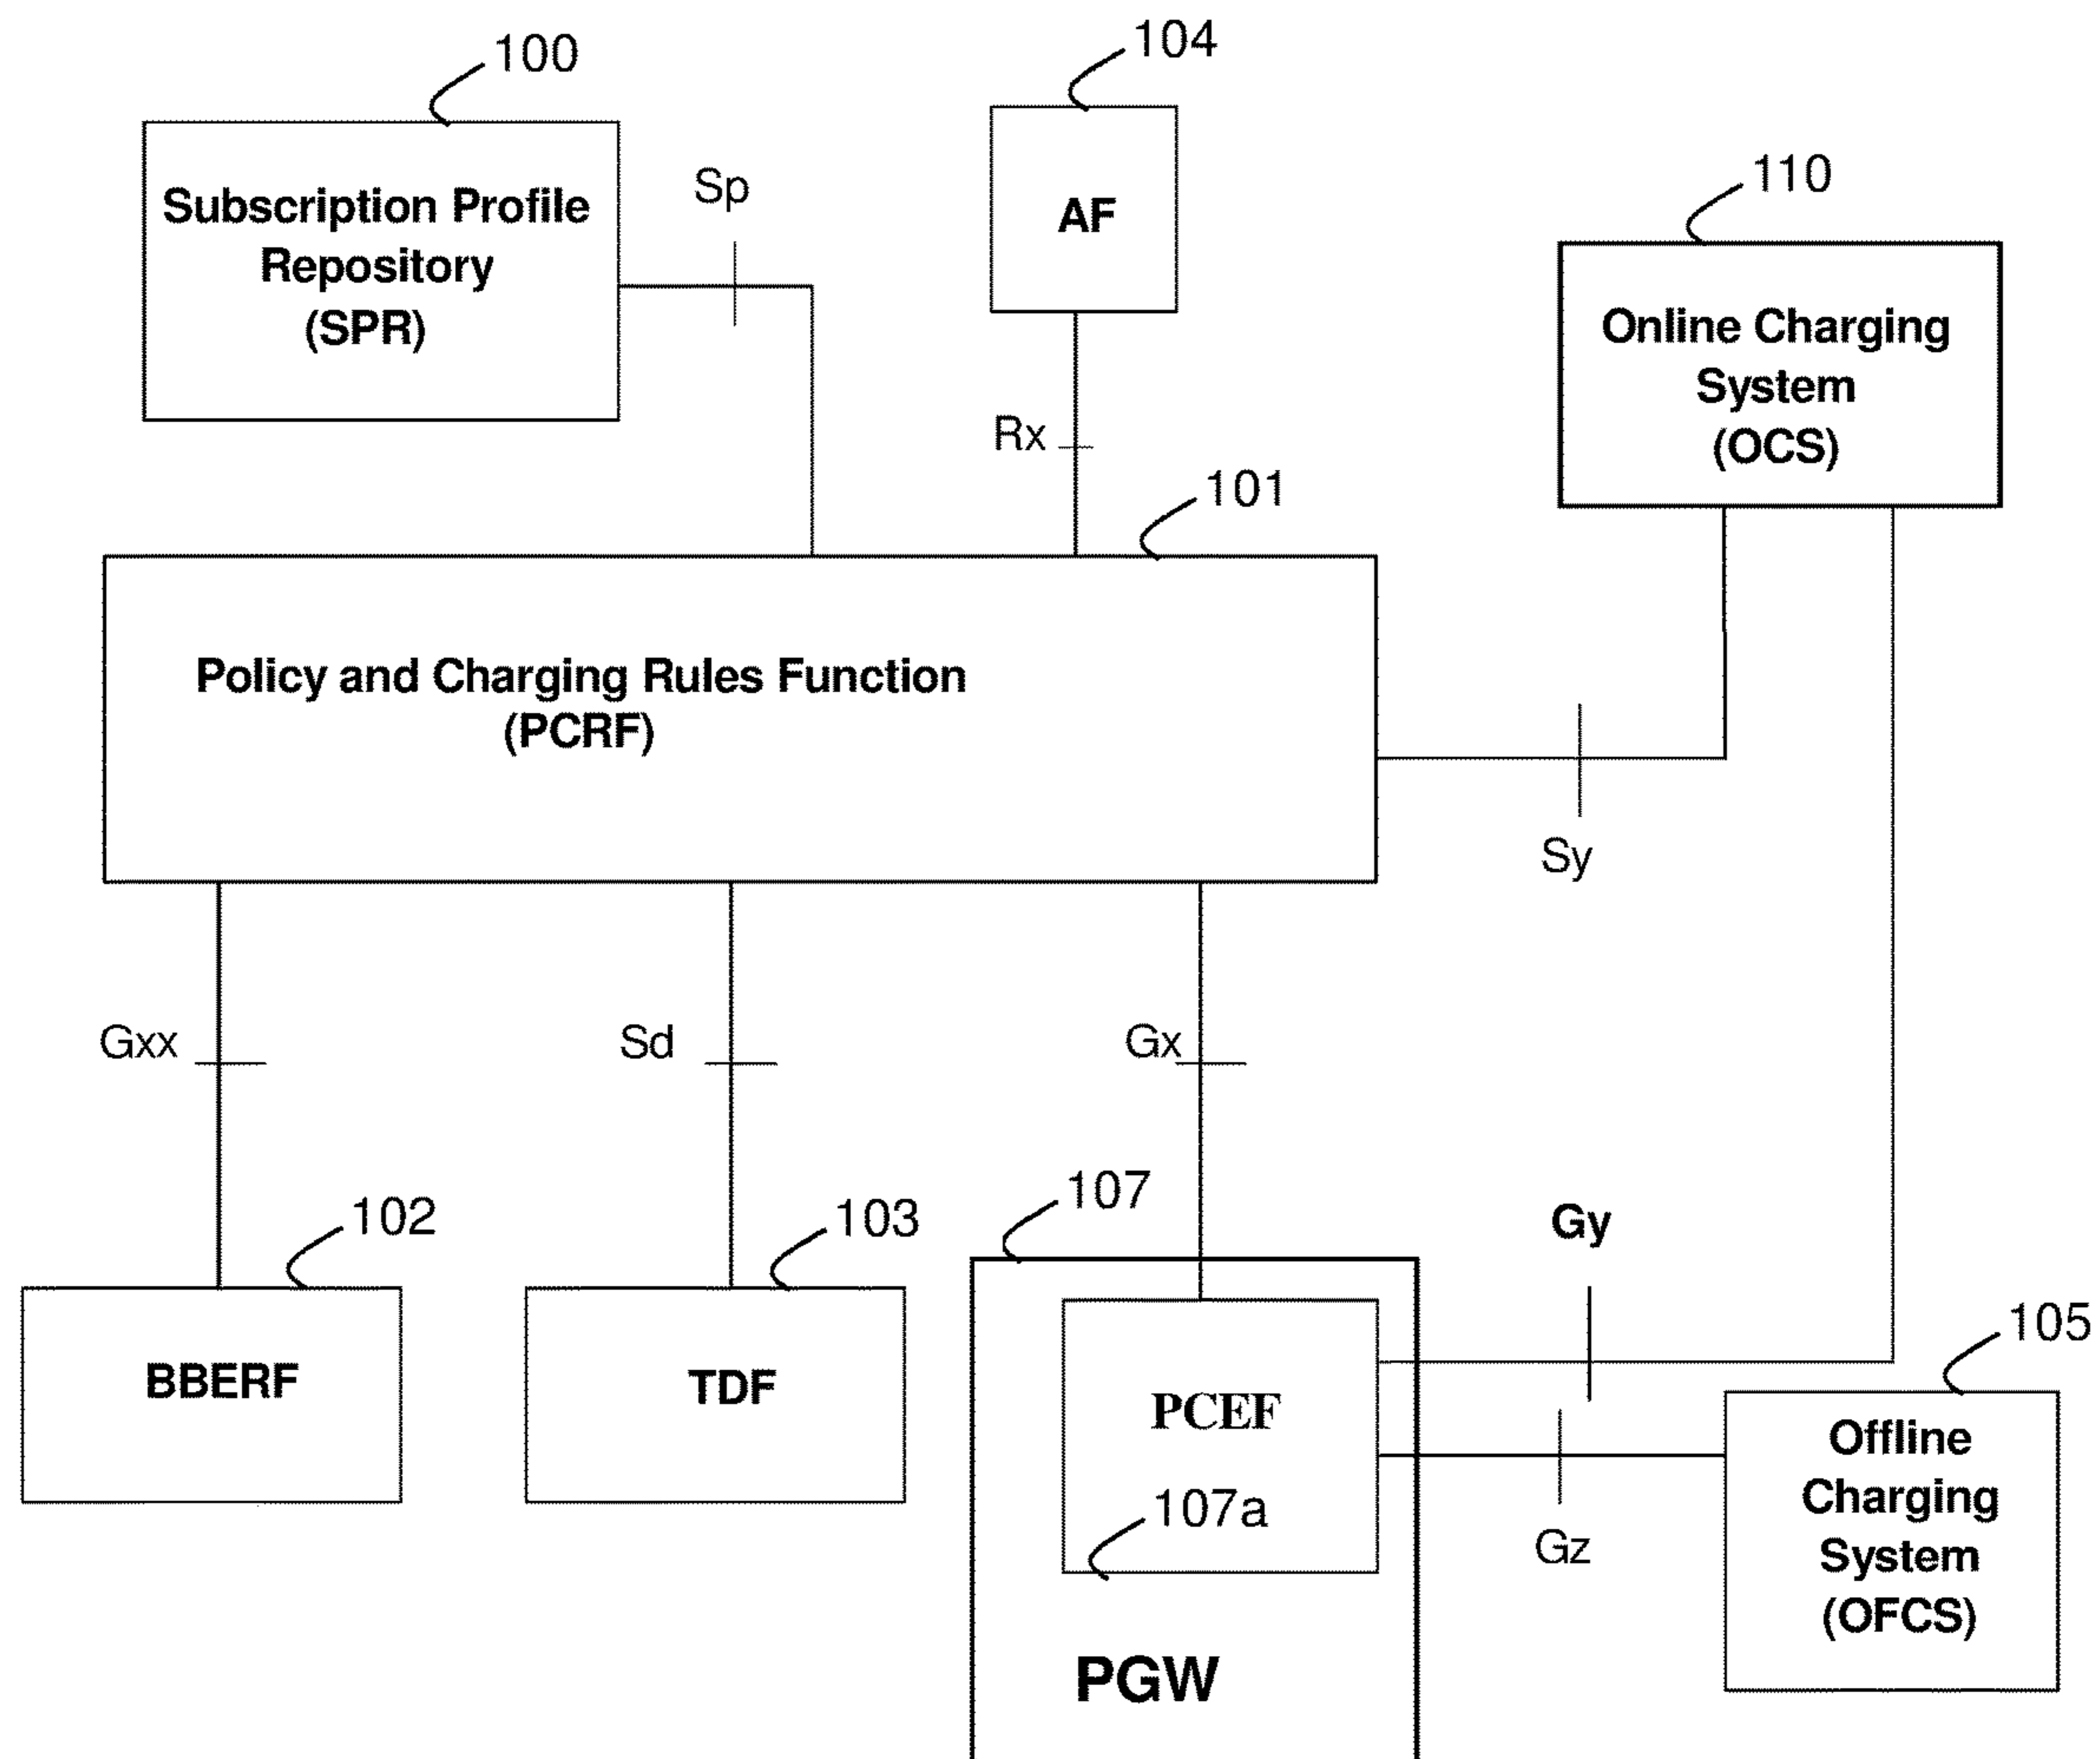 100
104
110
Subscription Profile
Repository
(SPR)
Sp
AF
Online Charging
System
(OCS)
Rx
101
Policy and Charging Rules Function
(PCRF)
Sy
Gxx
Sd
Gx
102
103
107
Gy
105
BBERF
TDF
PCEF
107a
Gz
Offline
Charging
System
(OFCS)
PGW